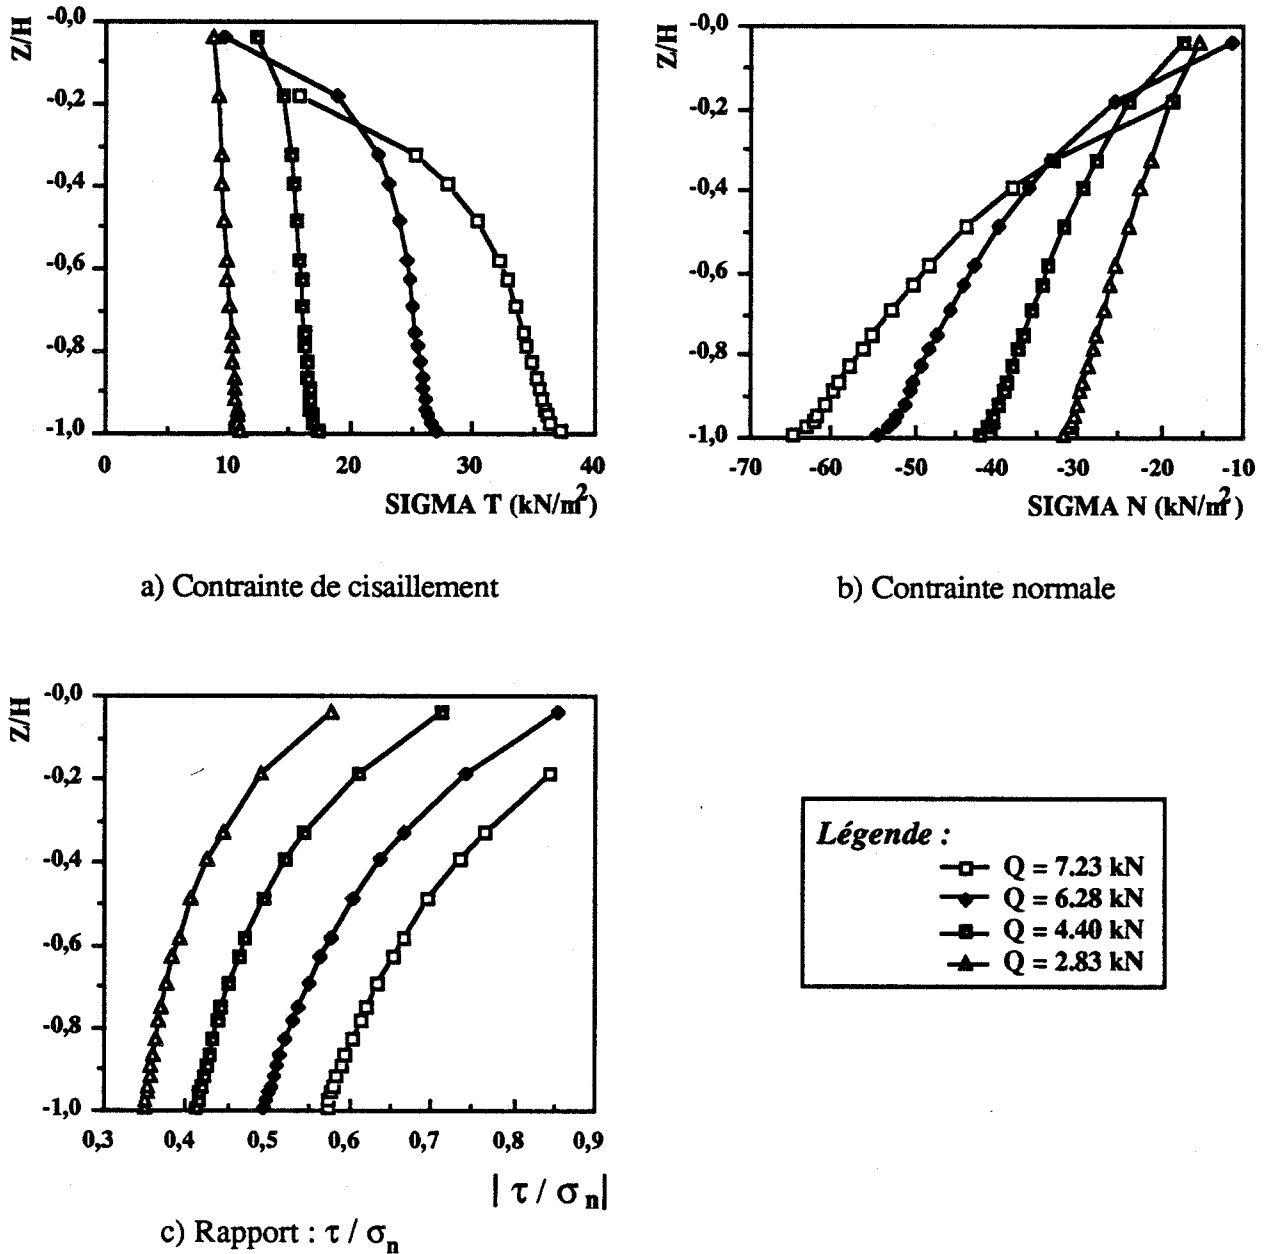 Z/H
-0,0
-0,2
-0,4
-0,6
-0,8
-1,0
0 10 20 30 40
SIGMA T (kN/m²)
a) Contrainte de cisaillement
Z/H
-0,0
-0,2
-0,4
-0,6
-0,8
-1,0
-70 -60 -50 -40 -30 -20 -10
SIGMA N (kN/m²)
b) Contrainte normale
Z/H
-0,0
-0,2
-0,4
-0,6
-0,8
-1,0
0,3 0,4 0,5 0,6 0,7 0,8 0,9
| τ / σn|
c) Rapport : τ / σn
Légende :
Q = 7.23 kN
Q = 6.28 kN
Q = 4.40 kN
Q = 2.83 kN